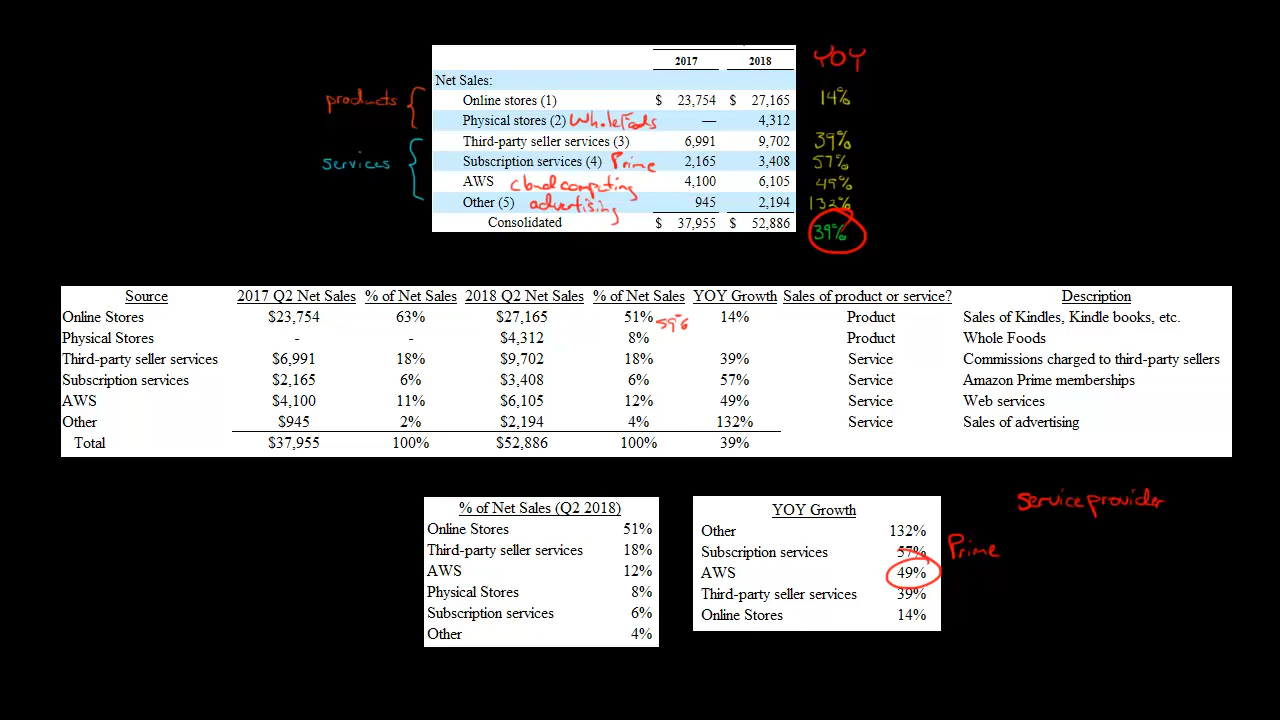 2017 2018 YOY
Net Sales:
products Online stores (1) $ 23,754 $ 27,165 14%
Physical stores (2) Whole Foods — 4,312
Third-party seller services (3) 6,991 9,702 39%
services Subscription services (4) Prime 2,165 3,408 57%
AWS cloud computing 4,100 6,105 49%
Other (5) advertising 945 2,194 132%
Consolidated $ 37,955 $ 52,886 39%
Source 2017 Q2 Net Sales % of Net Sales 2018 Q2 Net Sales % of Net Sales YOY Growth Sales of product or service? Description
Online Stores $23,754 63% $27,165 51% 14% Product Sales of Kindles, Kindle books, etc.
59%
Physical Stores - - $4,312 8% Product Whole Foods
Third-party seller services $6,991 18% $9,702 18% 39% Service Commissions charged to third-party sellers
Subscription services $2,165 6% $3,408 6% 57% Service Amazon Prime memberships
AWS $4,100 11% $6,105 12% 49% Service Web services
Other $945 2% $2,194 4% 132% Service Sales of advertising
Total $37,955 100% $52,886 100% 39%
% of Net Sales (Q2 2018)
Online Stores 51%
Third-party seller services 18%
AWS 12%
Physical Stores 8%
Subscription services 6%
Other 4%
YOY Growth
Other 132%
Subscription services 57% Prime
AWS 49%
Third-party seller services 39%
Online Stores 14%
service provider